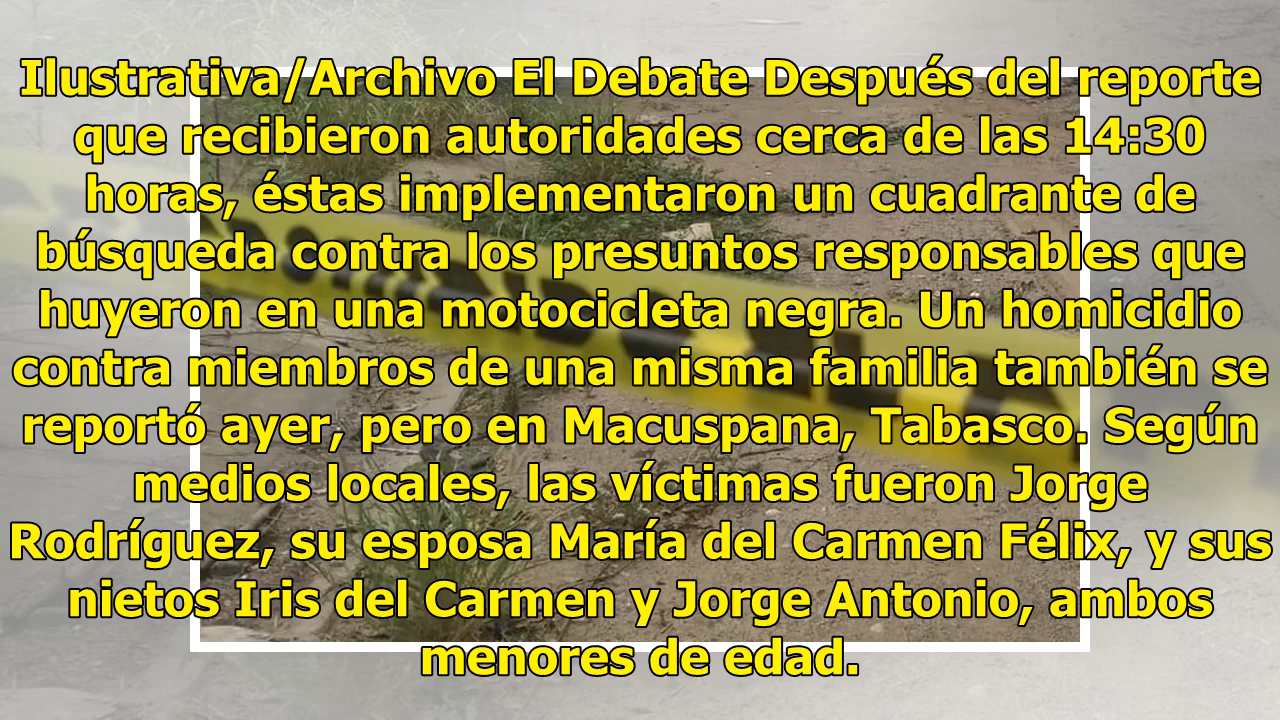 Ilustrativa/Archivo El Debate Después del reporte
que recibieron autoridades cerca de las 14:30
horas, éstas implementaron un cuadrante de
búsqueda contra los presuntos responsables que
huyeron en una motocicleta negra. Un homicidio
contra miembros de una misma familia también se
reportó ayer, pero en Macuspana, Tabasco. Según
medios locales, las víctimas fueron Jorge
Rodríguez, su esposa María del Carmen Félix, y sus
nietos Iris del Carmen y Jorge Antonio, ambos
menores de edad.